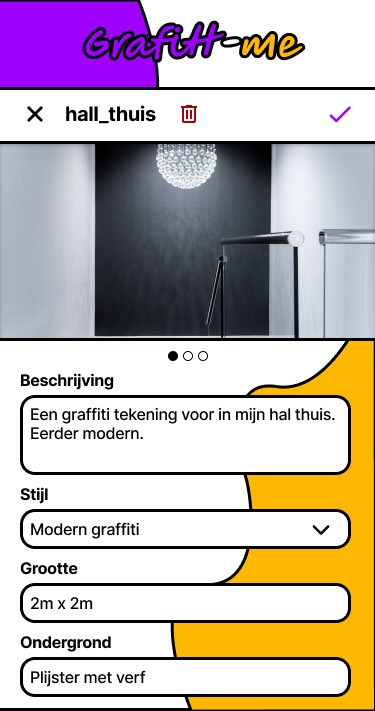 Grafitt-me
hall_thuis
Beschrijving
Een graffiti tekening voor in mijn hal thuis.
Eerder modern.
Stijl
Modern graffiti
Grootte
2m x 2m
Ondergrond
Plijster met verf